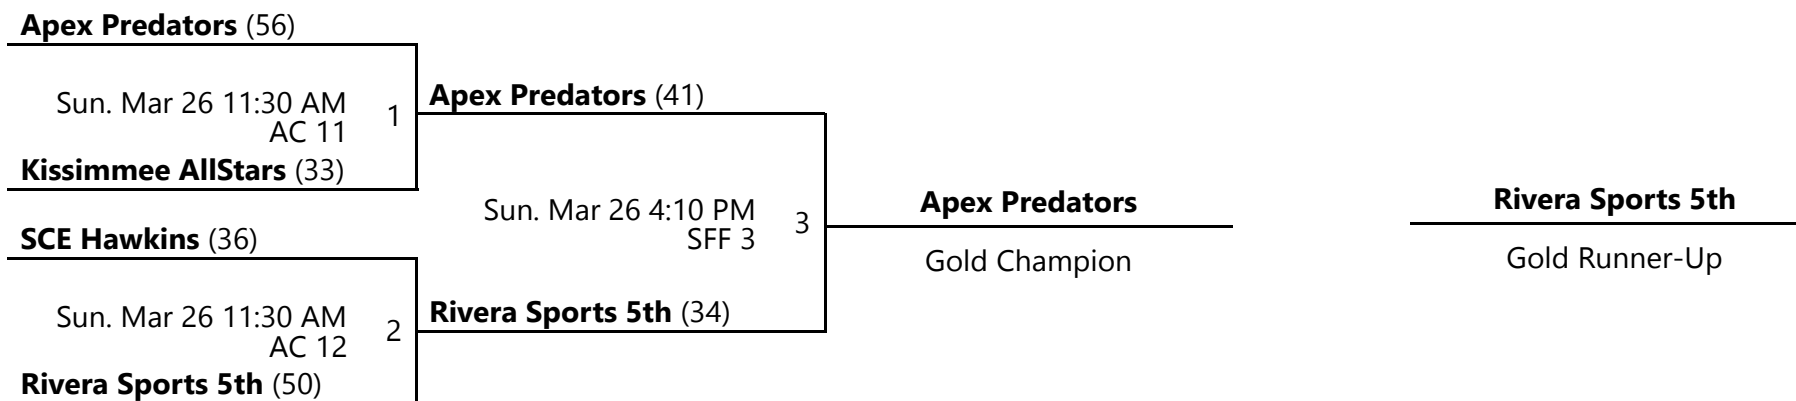 Apex Predators (56)
Sun. Mar 26 11:30 AM
AC 11
1
Kissimmee AllStars (33)
SCE Hawkins (36)
Sun. Mar 26 11:30 AM
AC 12
2
Rivera Sports 5th (50)
Apex Predators (41)
Sun. Mar 26 4:10 PM
SFF 3
3
Rivera Sports 5th (34)
Apex Predators
Gold Champion
Rivera Sports 5th
Gold Runner-Up